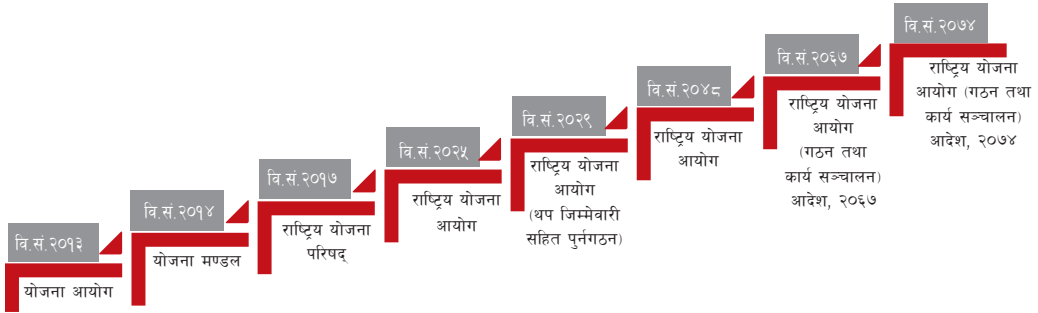 वि.सं.२०१३
योजना आयोग
वि.सं.२०१४
योजना मण्डल
वि.सं.२०१७
राष्ट्रिय योजना
परिषद्
वि.सं.२०२५
राष्ट्रिय योजना
आयोग
वि.सं.२०२९
राष्ट्रिय योजना
आयोग
(थप जिम्मेवारी
सहित पुर्नगठन)
वि.सं.२०४८
राष्ट्रिय योजना
आयोग
वि.सं.२०६७
राष्ट्रिय योजना
आयोग
(गठन तथा
कार्य सञ्चालन)
आदेश, २०६७
वि.सं.२०७४
राष्ट्रिय योजना
आयोग (गठन तथा
कार्य सञ्चालन)
आदेश, २०७४